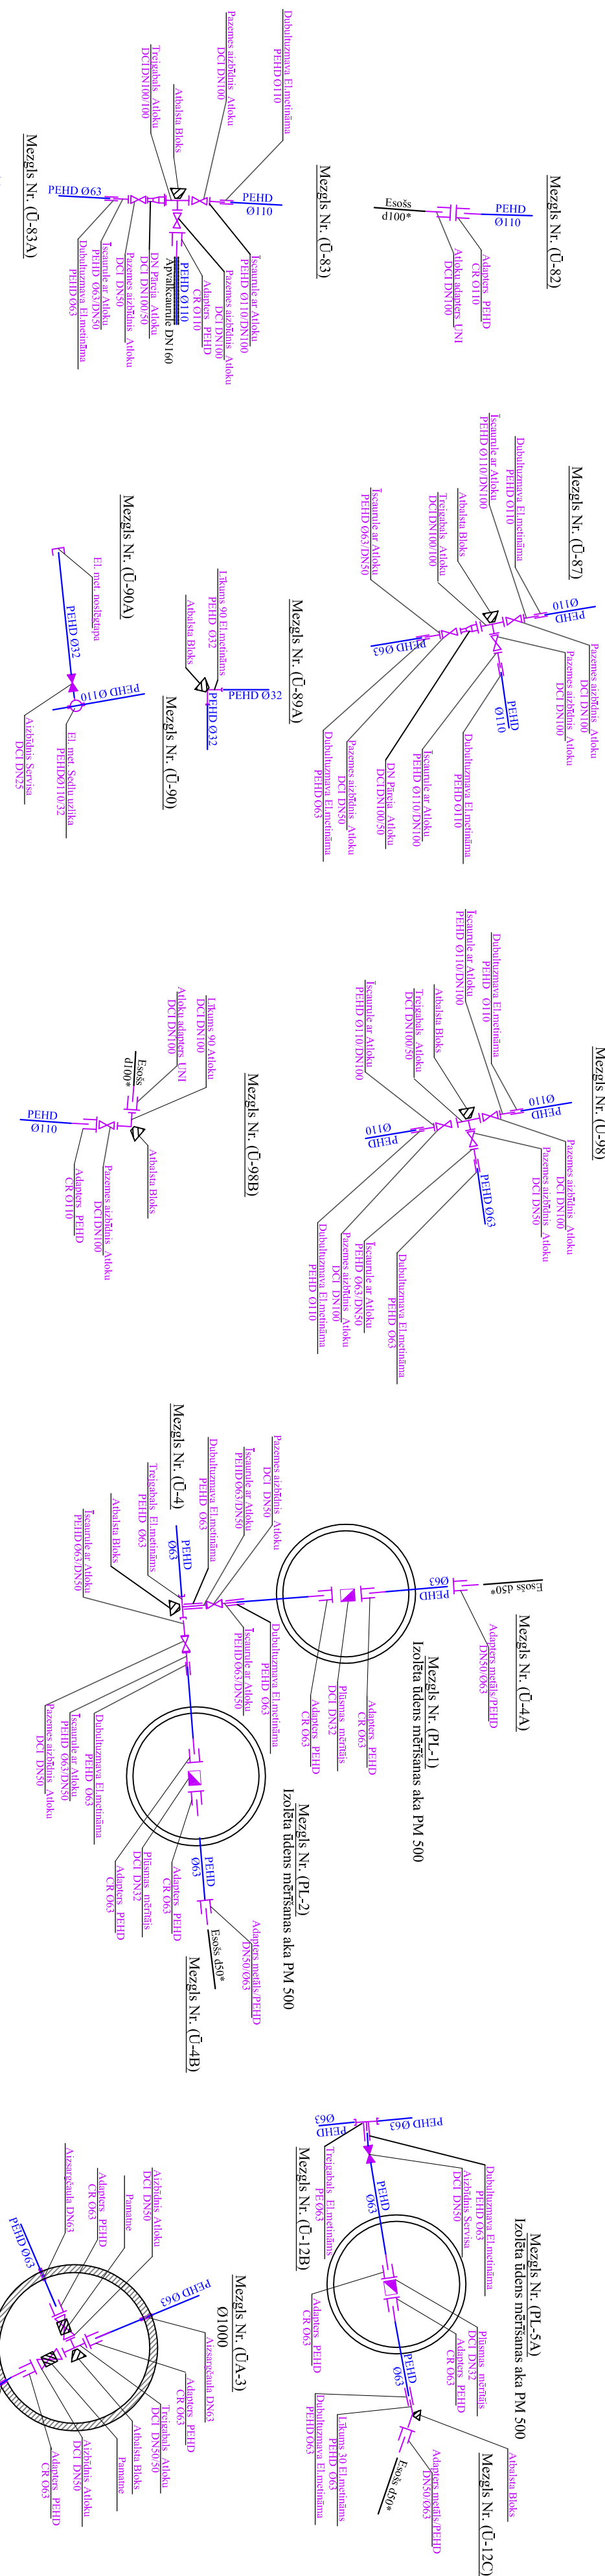 Mezgls Nr. (Ū-82)
PEHD
Ø110
Esošs
d100*
Adapters PEHD
CR Ø110
Atloku adapters UNI
DCI DN100
Mezgls Nr. (Ū-83)
Dubultuzmava El.metināma
PEHD Ø110
Pazemes aizbīdnis Atloku
DCI DN100
Atbalsta Bloks
Trejgabals Atloku
DCI DN100/100
PEHD
Ø110
Īscaurule ar Atloku
PEHD Ø110/DN100
Pazemes aizbīdnis Atloku
DCI DN100
Adapters PEHD
CR Ø110
PEHD Ø110
Apvalkcaurule DN160
DN Pāreja Atloku
DCI DN100/50
Pazemes aizbīdnis Atloku
DCI DN50
Īscaurule ar Atloku
PEHD Ø63/DN50
Dubultuzmava El.metināma
PEHD Ø63
PEHD Ø63
Mezgls Nr. (Ū-83A)
Mezgls Nr. (Ū-87)
Dubultuzmava El.metināma
PEHD Ø110
Īscaurule ar Atloku
PEHD Ø110/DN100
Atbalsta Bloks
Trejgabals Atloku
DCI DN100/100
Īscaurule ar Atloku
PEHD Ø63/DN50
PEHD
Ø110
Pazemes aizbīdnis Atloku
DCI DN100
Pazemes aizbīdnis Atloku
DCI DN100
PEHD
Ø110
Dubultuzmava El.metināma
PEHD Ø110
Īscaurule ar Atloku
PEHD Ø110/DN100
DN Pāreja Atloku
DCI DN100/50
Pazemes aizbīdnis Atloku
DCI DN50
Dubultuzmava El.metināma
PEHD Ø63
PEHD Ø63
Mezgls Nr. (Ū-89A)
Līkums 90 El.metināms
PEHD Ø32
Atbalsta Bloks
PEHD Ø32
PEHD Ø32
Mezgls Nr. (Ū-90)
Mezgls Nr. (Ū-90A)
El. met. noslēgtapa
PEHD Ø32
PEHD Ø110
El. met. Sedlu uzlika
PEHDØ110/32
Aizbīdnis Servisa
DCI DN25
Mezgls Nr. (Ū-98)
Dubultuzmava El.metināma
PEHD Ø110
Īscaurule ar Atloku
PEHD Ø110/DN100
Atbalsta Bloks
Trejgabals Atloku
DCI DN100/50
Īscaurule ar Atloku
PEHD Ø110/DN100
PEHD
Ø110
Pazemes aizbīdnis Atloku
DCI DN100
Pazemes aizbīdnis Atloku
DCI DN50
PEHD Ø63
Dubultuzmava El.metināma
PEHD Ø63
Īscaurule ar Atloku
PEHD Ø63/DN50
Pazemes aizbīdnis Atloku
DCI DN100
Dubultuzmava El.metināma
PEHD Ø110
PEHD
Ø110
Mezgls Nr. (Ū-98B)
Līkums 90 Atloku
DCI DN100
Atloku adapters UNI
DCI DN100
Esošs
d100*
Atbalsta Bloks
Pazemes aizbīdnis Atloku
DCI DN100
Adapters PEHD
CR Ø110
PEHD
Ø110
Mezgls Nr. (Ū-4A)
Esošs d50*
Adapters metāls/PEHD
DN50/Ø63
PEHD
Ø63
Mezgls Nr. (PL-1)
Izolēta ūdens mērīšanas aka PM 500
Adapters PEHD
CR Ø63
Plūsmas mērītājs
DCI DN32
Adapters PEHD
CR Ø63
Pazemes aizbīdnis Atloku
DCI DN50
Īscaurule ar Atloku
PEHD Ø63/DN50
Dubultuzmava El.metināma
PEHD Ø63
Mezgls Nr. (Ū-4)
Trejgabals El.metināms
PEHD Ø63
Atbalsta Bloks
Īscaurule ar Atloku
PEHD Ø63/DN50
PEHD
Ø63
Dubultuzmava El.metināma
PEHD Ø63
Īscaurule ar Atloku
PEHD Ø63/DN50
Dubultuzmava El.metināma
PEHD Ø63
Īscaurule ar Atloku
PEHD Ø63/DN50
Pazemes aizbīdnis Atloku
DCI DN50
Mezgls Nr. (PL-2)
Izolēta ūdens mērīšanas aka PM 500
Adapters PEHD
CR Ø63
Plūsmas mērītājs
DCI DN32
Adapters PEHD
CR Ø63
PEHD
Ø63
Adapters metāls/PEHD
DN50/Ø63
Esošs d50*
Mezgls Nr. (Ū-4B)
Mezgls Nr. (PL-5A)
Izolēta ūdens mērīšanas aka PM 500
Dubultuzmava El.metināma
PEHD Ø63
Aizbīdnis Servisa
DCI DN50
PEHD Ø63
PEHD
Ø63
Trejgabals El.metināms
PE Ø63
Mezgls Nr. (Ū-12B)
PEHD
Ø63
Plūsmas mērītājs
DCI DN32
Adapters PEHD
CR Ø63
Adapters PEHD
CR Ø63
PEHD
Ø63
Atbalsta Bloks
Mezgls Nr. (Ū-12C)
Adapters metāls/PEHD
DN50/Ø63
Esošs d50*
Līkums 30 El.metināms
PEHD Ø63
Dubultuzmava El.metināma
PEHD Ø63
Mezgls Nr. (ŪA-3)
Ø1000
Aizbīdnis Atloku
DCI DN50
Pamatne
Adapters PEHD
CR Ø63
Aizsargčaula DN63
PEHD Ø63
PEHD Ø63
Aizsargčaula DN63
Adapters PEHD
CR Ø63
Trejgabals Atloku
DCI DN50/50
Atbalsta Bloks
Pamatne
Aizbīdnis Atloku
DCI DN50
Adapters PEHD
CR Ø63